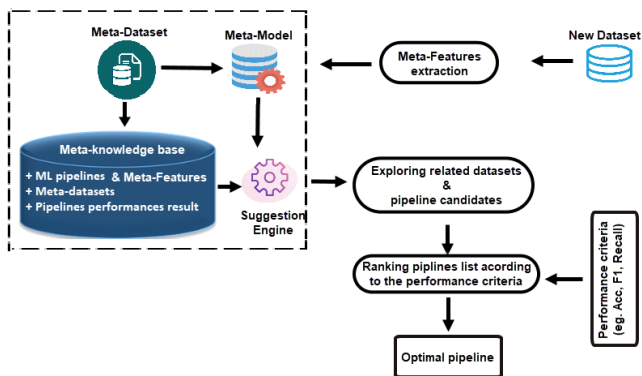 Meta-Dataset
Meta-Model
New Dataset
Meta-Features
extraction
Meta-knowledge base
+ ML pipelines & Meta-Features
+ Meta-datasets
+ Pipelines performances result
Suggestion
Engine
Exploring related datasets
&
pipeline candidates
Ranking piplines list acording
to the performance criteria
Performance criteria
(eg. Acc, F1, Recall)
Optimal pipeline